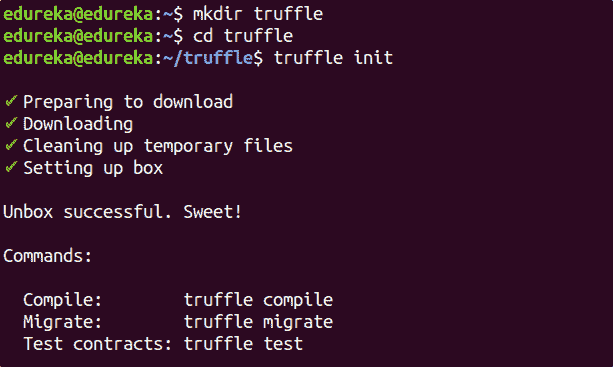 edureka@edureka:~$ mkdir truffle
edureka@edureka:~$ cd truffle
edureka@edureka:~/truffle$ truffle init
✓ Preparing to download
✓ Downloading
✓ Cleaning up temporary files
✓ Setting up box
Unbox successful. Sweet!
Commands:
Compile: truffle compile
Migrate: truffle migrate
Test contracts: truffle test